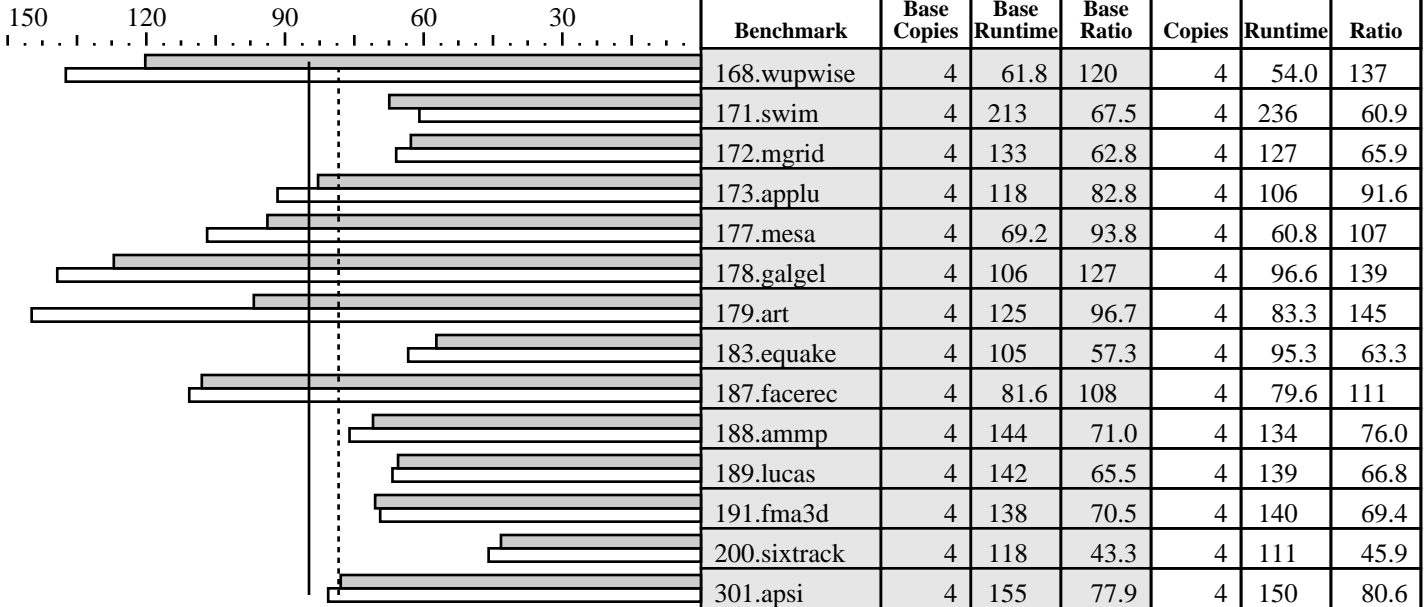 150 120 90 60 30
Benchmark Base Copies Base Runtime Base Ratio Copies Runtime Ratio
168.wupwise 4 61.8 120 4 54.0 137
171.swim 4 213 67.5 4 236 60.9
172.mgrid 4 133 62.8 4 127 65.9
173.applu 4 118 82.8 4 106 91.6
177.mesa 4 69.2 93.8 4 60.8 107
178.galgel 4 106 127 4 96.6 139
179.art 4 125 96.7 4 83.3 145
183.equake 4 105 57.3 4 95.3 63.3
187.facerec 4 81.6 108 4 79.6 111
188.ammp 4 144 71.0 4 134 76.0
189.lucas 4 142 65.5 4 139 66.8
191.fma3d 4 138 70.5 4 140 69.4
200.sixtrack 4 118 43.3 4 111 45.9
301.apsi 4 155 77.9 4 150 80.6